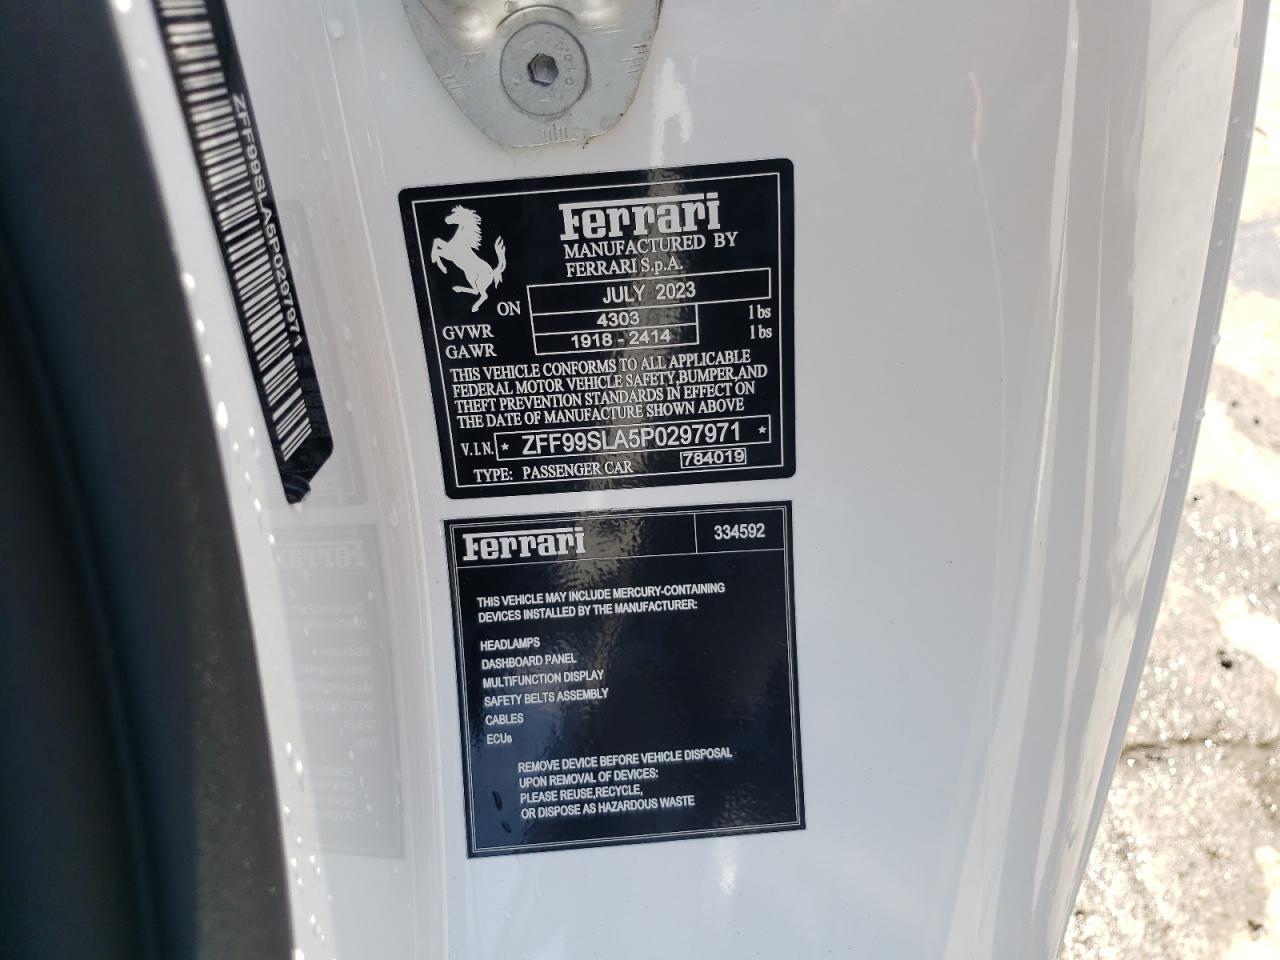 ZFF99SLA5P0297971
Ferrari
MANUFACTURED BY
FERRARI S.p.A.
ON JULY 2023
GVWR 4303 lbs
GAWR 1918 - 2414 lbs
THIS VEHICLE CONFORMS TO ALL APPLICABLE
FEDERAL MOTOR VEHICLE SAFETY,BUMPER,AND
THEFT PREVENTION STANDARDS IN EFFECT ON
THE DATE OF MANUFACTURE SHOWN ABOVE
V.I.N. * ZFF99SLA5P0297971 *
TYPE: PASSENGER CAR 784019
Ferrari 334592
THIS VEHICLE MAY INCLUDE MERCURY-CONTAINING
DEVICES INSTALLED BY THE MANUFACTURER:
HEADLAMPS
DASHBOARD PANEL
MULTIFUNCTION DISPLAY
SAFETY BELTS ASSEMBLY
CABLES
ECUs
REMOVE DEVICE BEFORE VEHICLE DISPOSAL
UPON REMOVAL OF DEVICES:
PLEASE REUSE,RECYCLE,
OR DISPOSE AS HAZARDOUS WASTE